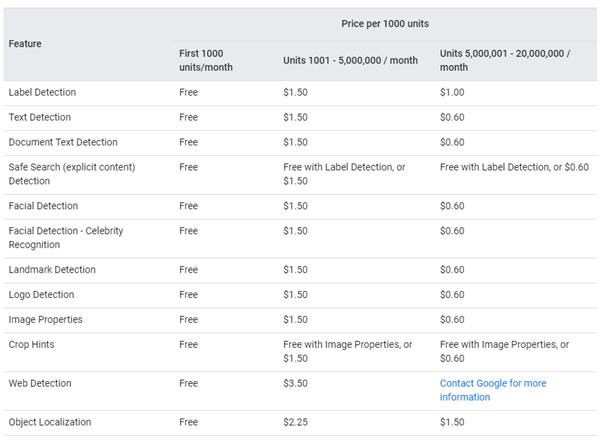 Price per 1000 units
Feature
First 1000 units/month
Units 1001 - 5,000,000 / month
Units 5,000,001 - 20,000,000 / month
Label Detection Free $1.50 $1.00
Text Detection Free $1.50 $0.60
Document Text Detection Free $1.50 $0.60
Safe Search (explicit content) Detection Free Free with Label Detection, or $1.50 Free with Label Detection, or $0.60
Facial Detection Free $1.50 $0.60
Facial Detection - Celebrity Recognition Free $1.50 $0.60
Landmark Detection Free $1.50 $0.60
Logo Detection Free $1.50 $0.60
Image Properties Free $1.50 $0.60
Crop Hints Free Free with Image Properties, or $1.50 Free with Image Properties, or $0.60
Web Detection Free $3.50 Contact Google for more information
Object Localization Free $2.25 $1.50